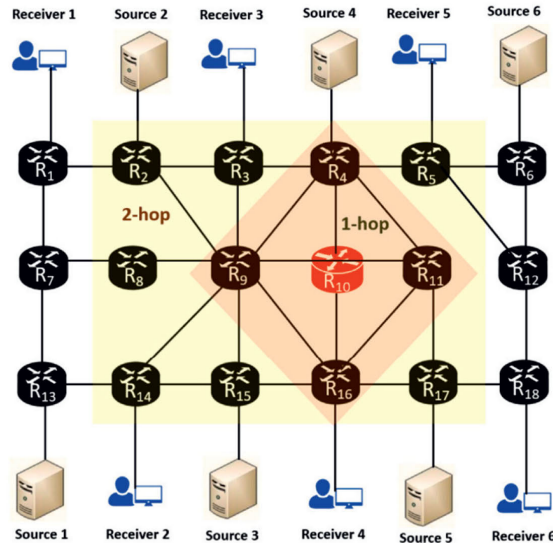 Receiver 1 Source 2 Receiver 3 Source 4 Receiver 5 Source 6
R1 R2 R3 R4 R5 R6
2-hop 1-hop
R7 R8 R9 R10 R11 R12
R13 R14 R15 R16 R17 R18
Source 1 Receiver 2 Source 3 Receiver 4 Source 5 Receiver 6